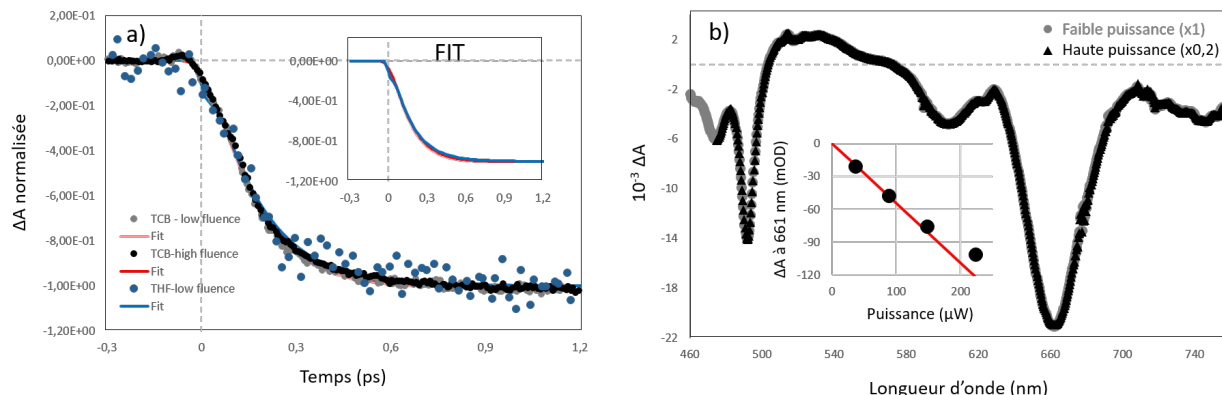 a)
2,00E-01
0,00E+00
-2,00E-01
-4,00E-01
-6,00E-01
-8,00E-01
-1,00E+00
-1,20E+00
ΔA normalisée
-0,3
0
0,3
0,6
0,9
1,2
Temps (ps)
TCB - low fluence
Fit
TCB-high fluence
Fit
THF-low fluence
Fit
FIT
0,00E+00
-4,00E-01
-8,00E-01
-1,20E+00
-0,3
0
0,3
0,6
0,9
1,2
b)
Faible puissance (x1)
Haute puissance (x0,2)
2
-2
-6
-10
-14
-18
-22
10⁻³ ΔA
460
500
540
580
620
660
700
740
Longueur d'onde (nm)
0
-30
-60
-90
-120
ΔA à 661 nm (mOD)
0
100
200
Puissance (µW)